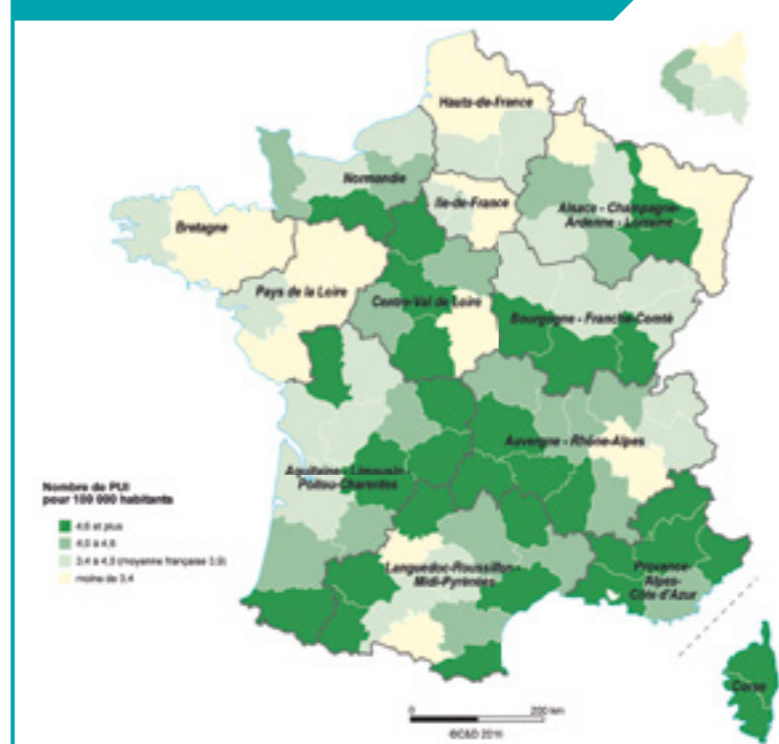 Hauts-de-France
Normandie
Ile-de-France
Alsace - Champagne-
Ardenne - Lorraine
Bretagne
Pays de la Loire
Centre-Val de Loire
Bourgogne - Franche-Comté
Auvergne - Rhône-Alpes
Aquitaine - Limousin -
Poitou-Charentes
Nombre de PUI
pour 100 000 habitants
4,6 et plus
4,0 à 4,6
3,4 à 4,0 (moyenne française 3,9)
moins de 3,4
Languedoc-Roussillon -
Midi-Pyrénées
Provence-
Alpes-
Côte d'Azur
Corse
0 200 km
©C&D 2015